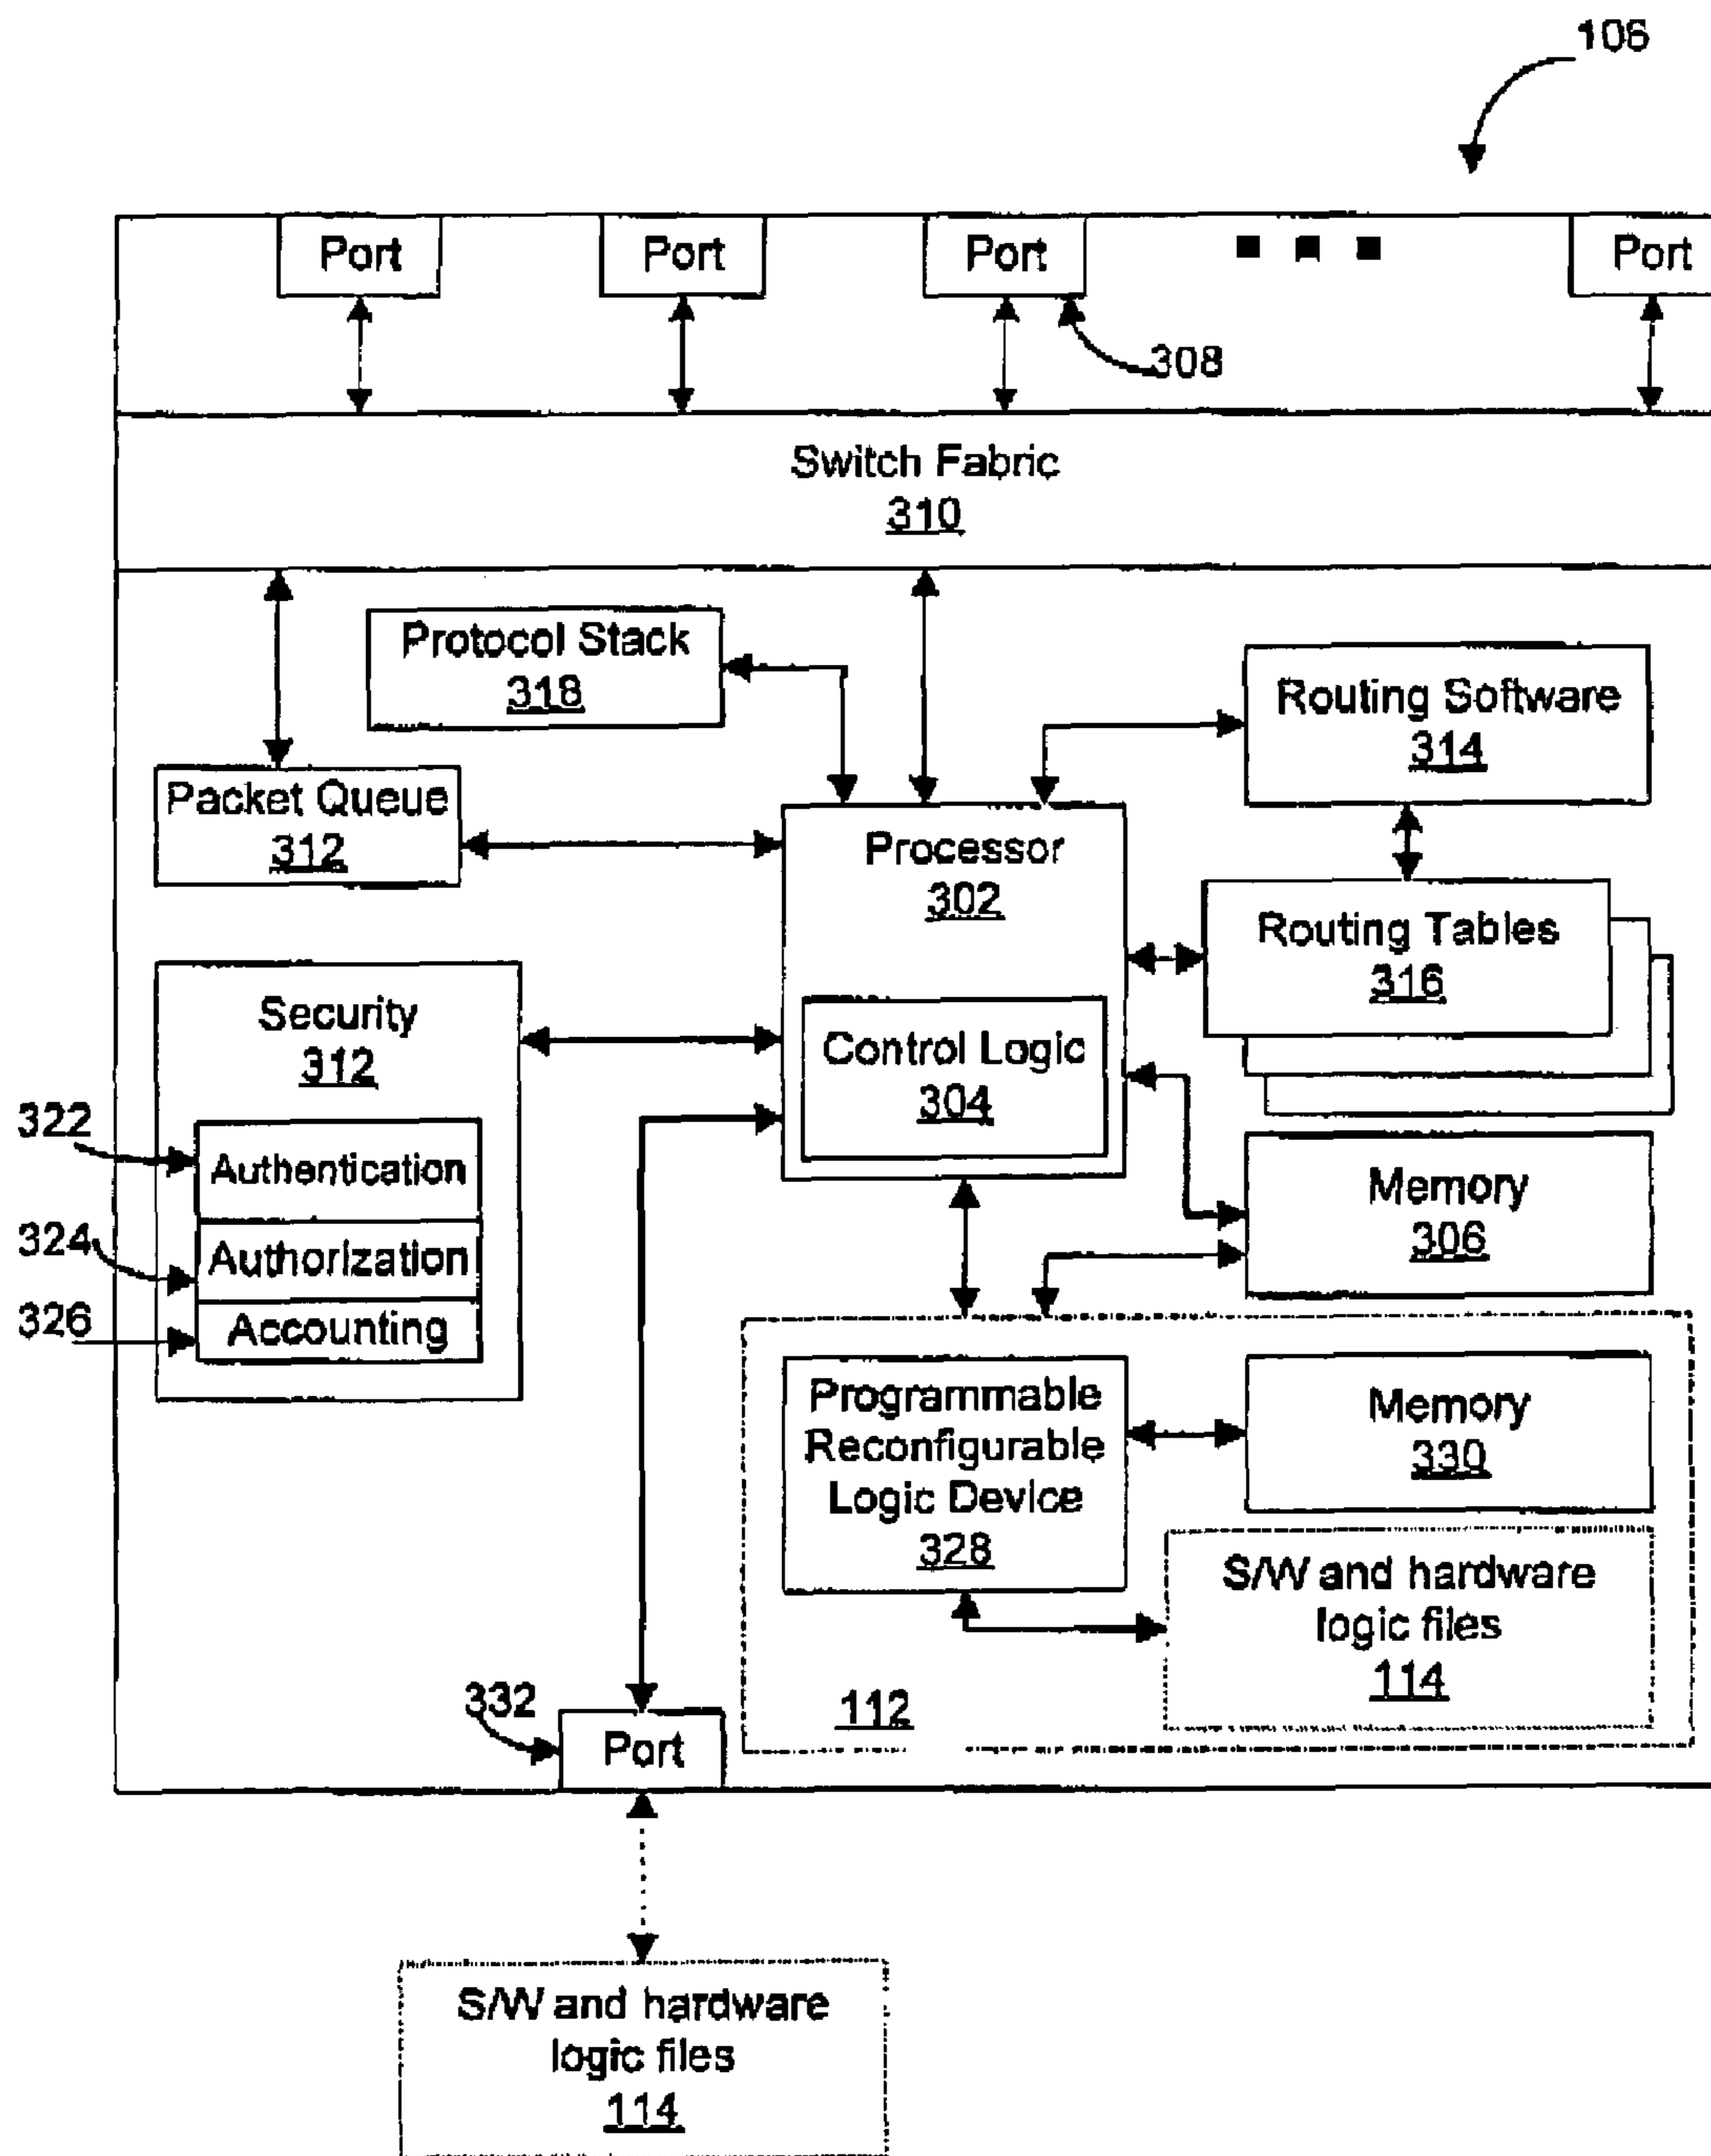 106
Port
Port
Port
Port
308
Switch Fabric
310
Protocol Stack
318
Routing Software
314
Packet Queue
312
Processor
302
Routing Tables
316
Security
312
Control Logic
304
322
Authentication
Memory
306
324
Authorization
326
Accounting
Programmable
Reconfigurable
Logic Device
328
Memory
330
S/W and hardware
logic files
114
332
112
Port
S/W and hardware
logic files
114